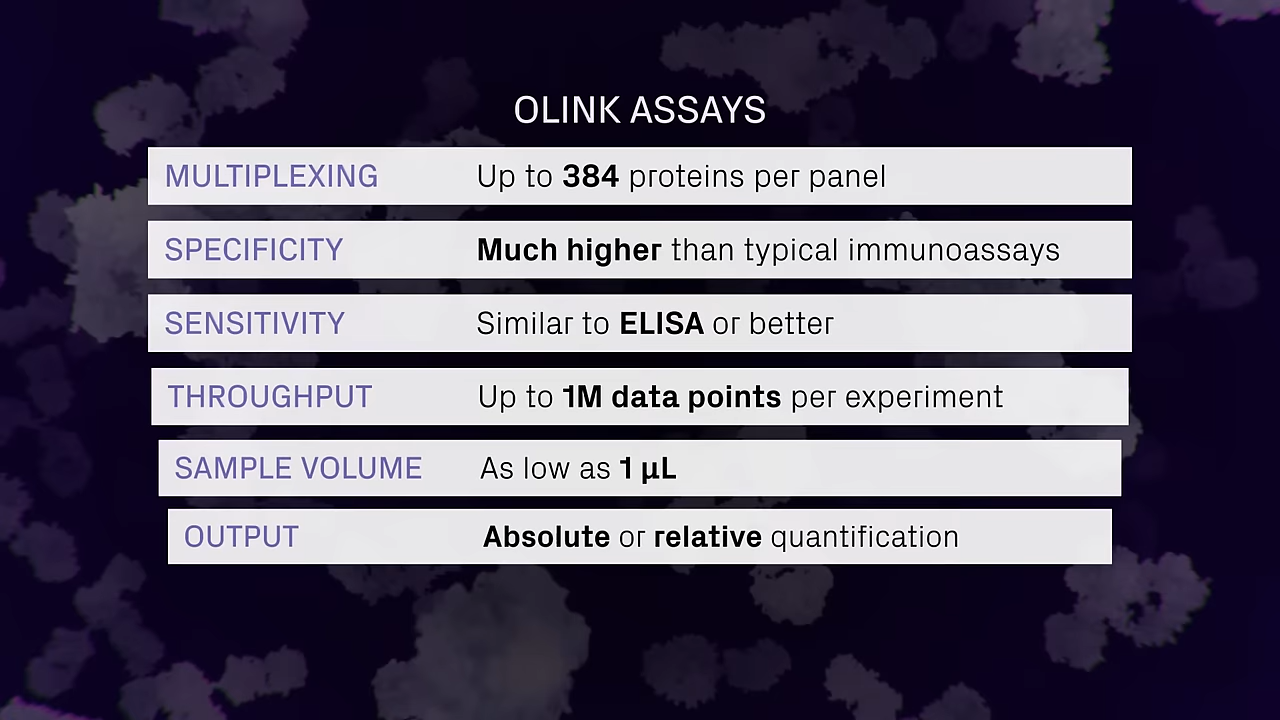 OLINK ASSAYS
MULTIPLEXING Up to 384 proteins per panel
SPECIFICITY Much higher than typical immunoassays
SENSITIVITY Similar to ELISA or better
THROUGHPUT Up to 1M data points per experiment
SAMPLE VOLUME As low as 1 µL
OUTPUT Absolute or relative quantification